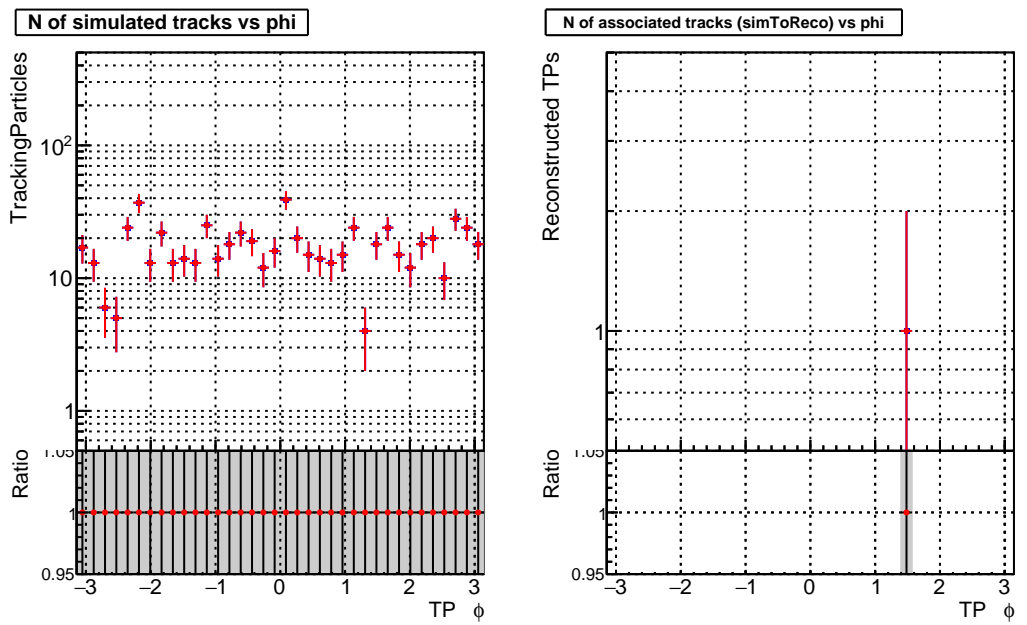 N of simulated tracks vs phi
TrackingParticles
10²
10
1
Ratio
1.05
1
0.95
−3 −2 −1 0 1 2 3
TP ϕ
N of associated tracks (simToReco) vs phi
Reconstructed TPs
1
Ratio
1.05
1
0.95
−3 −2 −1 0 1 2 3
TP ϕ